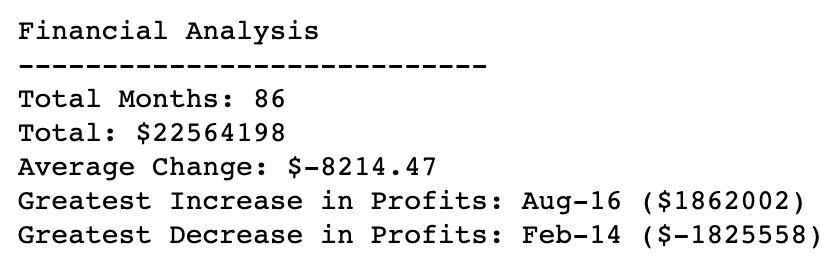 Financial Analysis
----------------------------
Total Months: 86
Total: $22564198
Average Change: $-8214.47
Greatest Increase in Profits: Aug-16 ($1862002)
Greatest Decrease in Profits: Feb-14 ($-1825558)